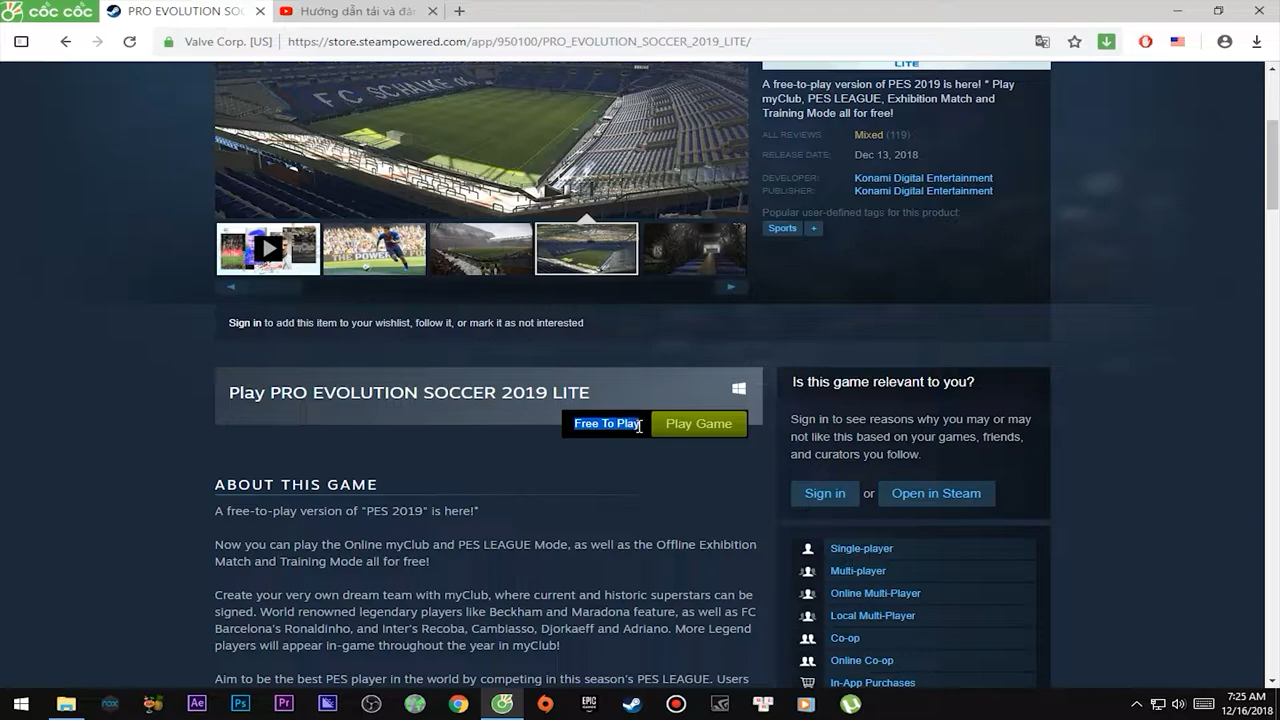 cốc cốc
PRO EVOLUTION SOC
Hướng dẫn tải và đặ
Valve Corp. [US]
https://store.steampowered.com/app/950100/PRO_EVOLUTION_SOCCER_2019_LITE/
FC SCHALKE 04
LITE
A free-to-play version of PES 2019 is here! * Play
myClub, PES LEAGUE, Exhibition Match and
Training Mode all for free!
ALL REVIEWS: Mixed (119)
RELEASE DATE: Dec 13, 2018
DEVELOPER: Konami Digital Entertainment
PUBLISHER: Konami Digital Entertainment
Popular user-defined tags for this product:
Sports +
THE POWER
Sign in to add this item to your wishlist, follow it, or mark it as not interested
Play PRO EVOLUTION SOCCER 2019 LITE
Free To Play
Play Game
Is this game relevant to you?
Sign in to see reasons why you may or may
not like this based on your games, friends,
and curators you follow.
Sign in or Open in Steam
ABOUT THIS GAME
A free-to-play version of "PES 2019" is here!*
Now you can play the Online myClub and PES LEAGUE Mode, as well as the Offline Exhibition
Match and Training Mode all for free!
Create your very own dream team with myClub, where current and historic superstars can be
signed. World renowned legendary players like Beckham and Maradona feature, as well as FC
Barcelona's Ronaldinho, and Inter's Recoba, Cambiasso, Djorkaeff and Adriano. More Legend
players will appear in-game throughout the year in myClub!
Aim to be the best PES player in the world by competing in this season's PES LEAGUE. Users
Single-player
Multi-player
Online Multi-Player
Local Multi-Player
Co-op
Online Co-op
In-App Purchases
nox
Ae
Ps
Pr
EPIC
GAMES
7:25 AM
12/16/2018